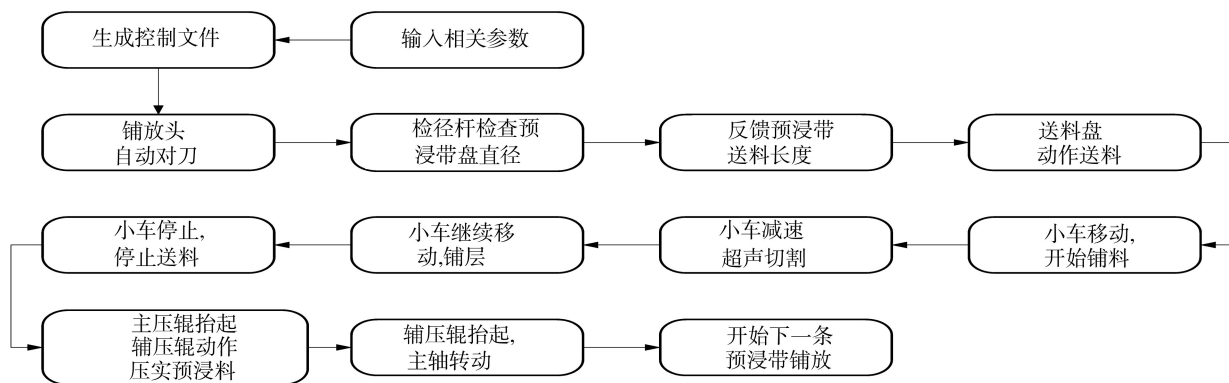 生成控制文件
输入相关参数
铺放头
自动对刀
检径杆检查预
浸带盘直径
反馈预浸带
送料长度
送料盘
动作送料
小车停止,
停止送料
小车继续移
动,铺层
小车减速
超声切割
小车移动,
开始铺料
主压辊抬起
辅压辊动作
压实预浸料
辅压辊抬起,
主轴转动
开始下一条
预浸带铺放